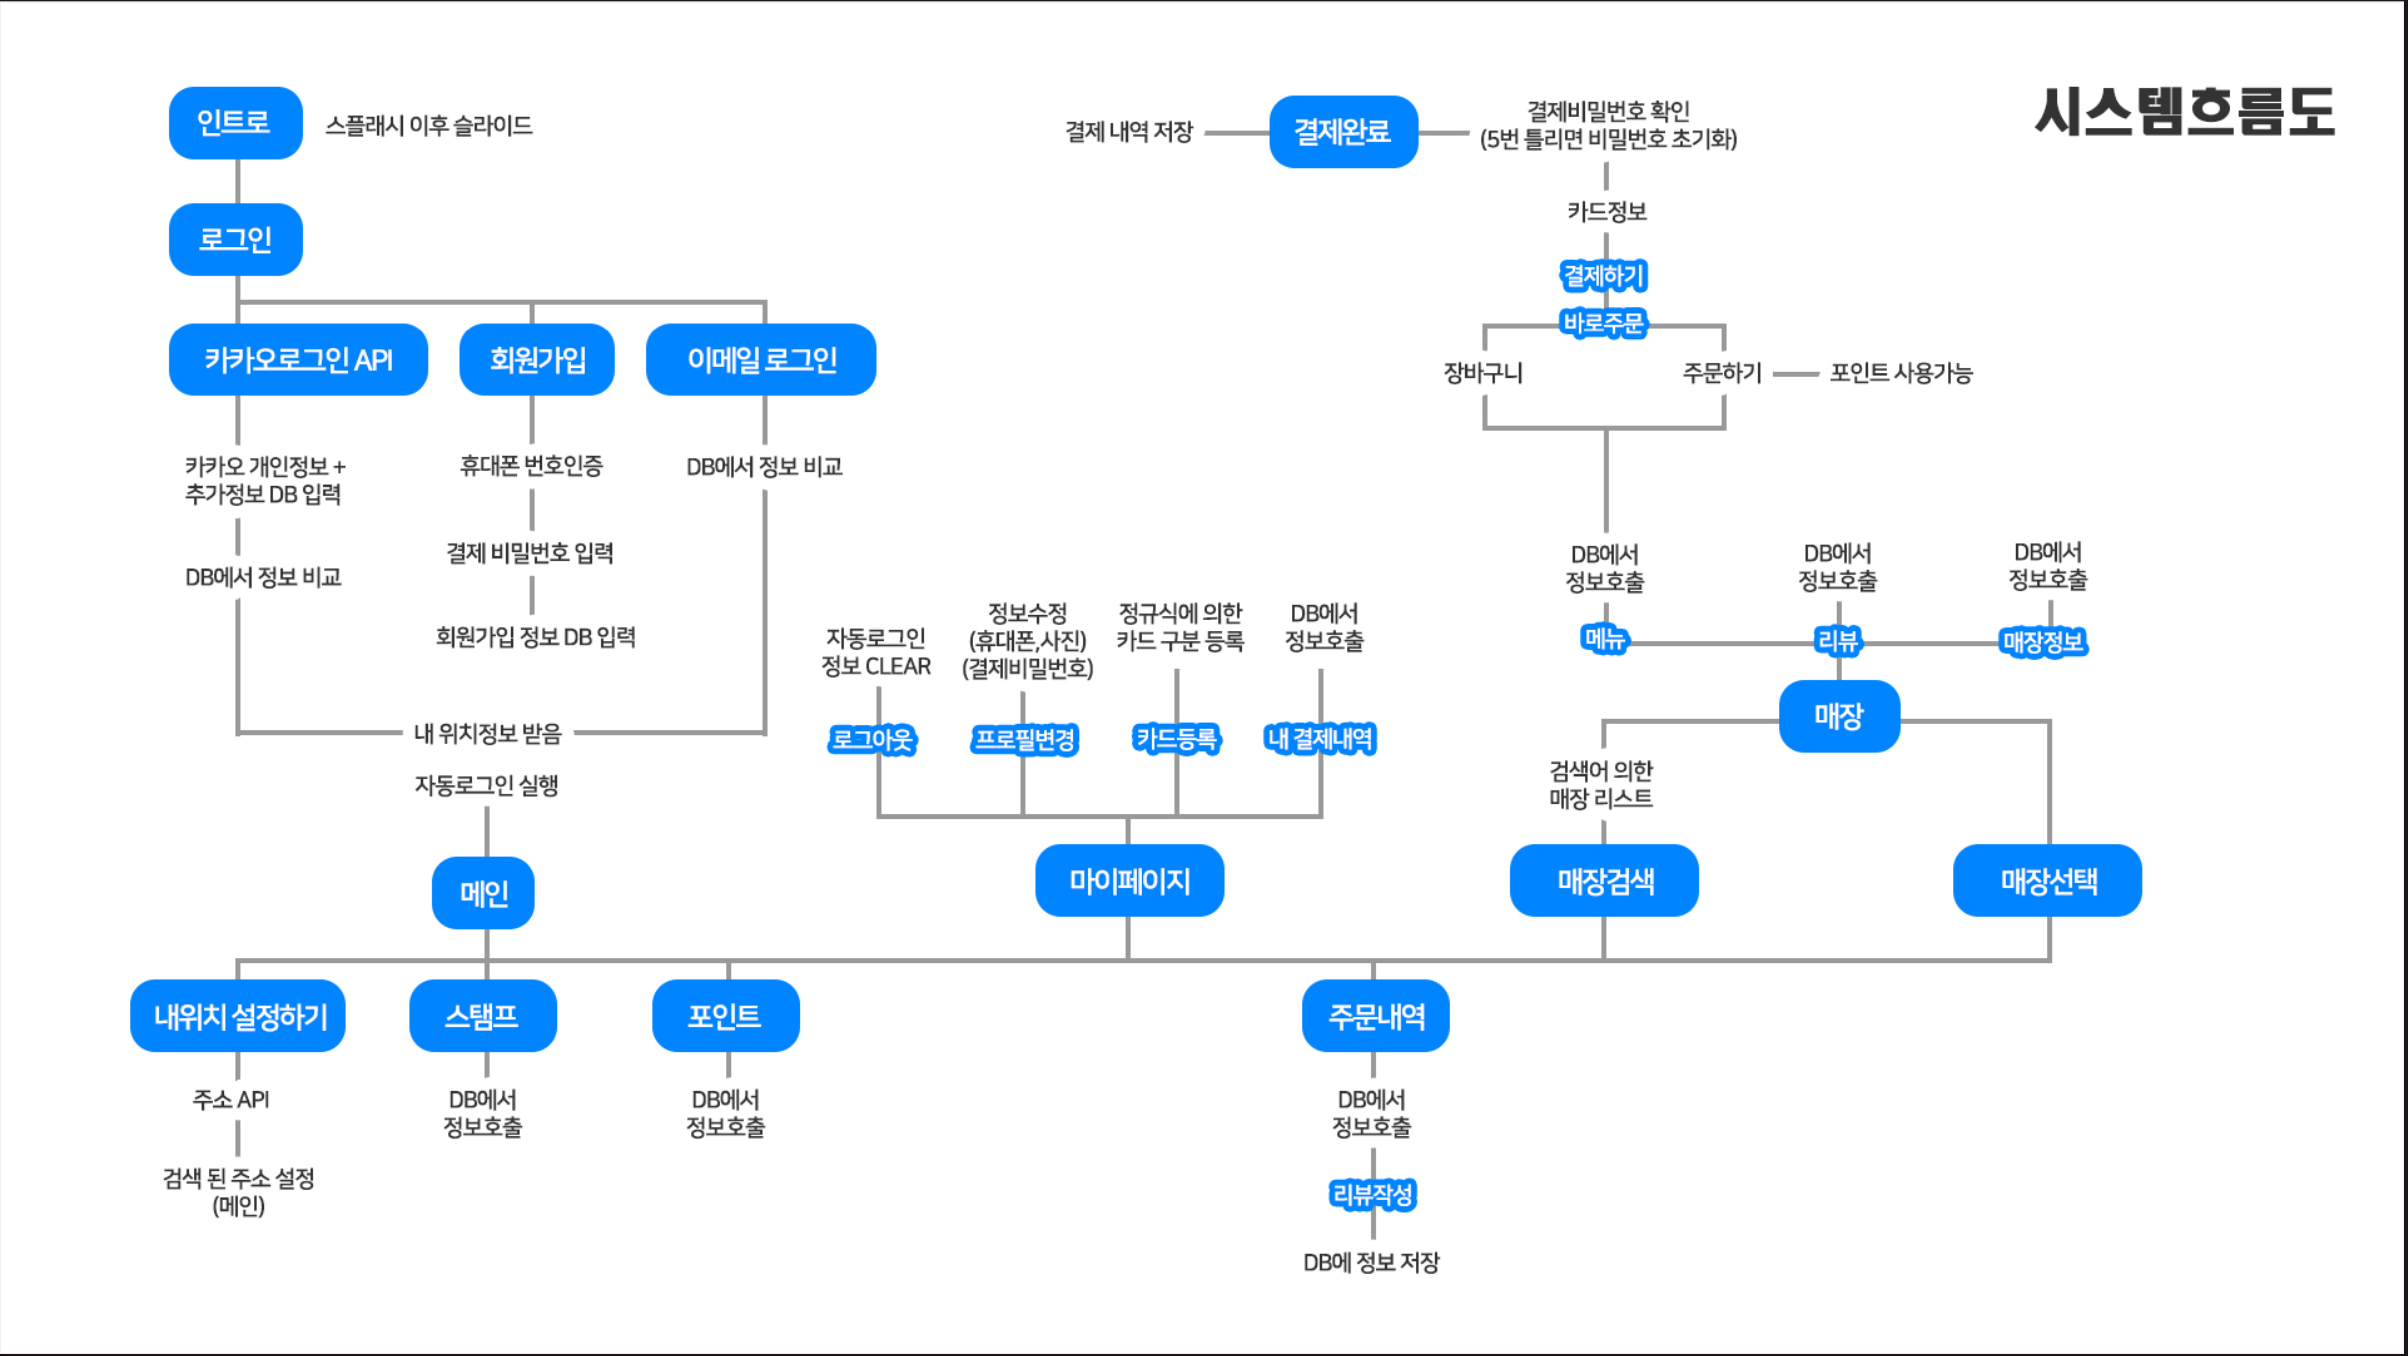 시스템흐름도
인트로
스플래시 이후 슬라이드
로그인
카카오로그인 API
회원가입
이메일 로그인
카카오 개인정보 +
추가정보 DB 입력
DB에서 정보 비교
휴대폰 번호인증
결제 비밀번호 입력
회원가입 정보 DB 입력
DB에서 정보 비교
내 위치정보 받음
자동로그인 실행
메인
내위치 설정하기
주소 API
검색 된 주소 설정
(메인)
스탬프
DB에서
정보호출
포인트
DB에서
정보호출
자동로그인
정보 CLEAR
로그아웃
정보수정
(휴대폰,사진)
(결제비밀번호)
프로필변경
정규식에 의한
카드 구분 등록
카드등록
DB에서
정보호출
내 결제내역
마이페이지
주문내역
DB에서
정보호출
리뷰작성
DB에 정보 저장
결제 내역 저장
결제완료
결제비밀번호 확인
(5번 틀리면 비밀번호 초기화)
카드정보
결제하기
바로주문
장바구니
주문하기
포인트 사용가능
DB에서
정보호출
메뉴
DB에서
정보호출
리뷰
DB에서
정보호출
매장정보
매장
검색어 의한
매장 리스트
매장검색
매장선택